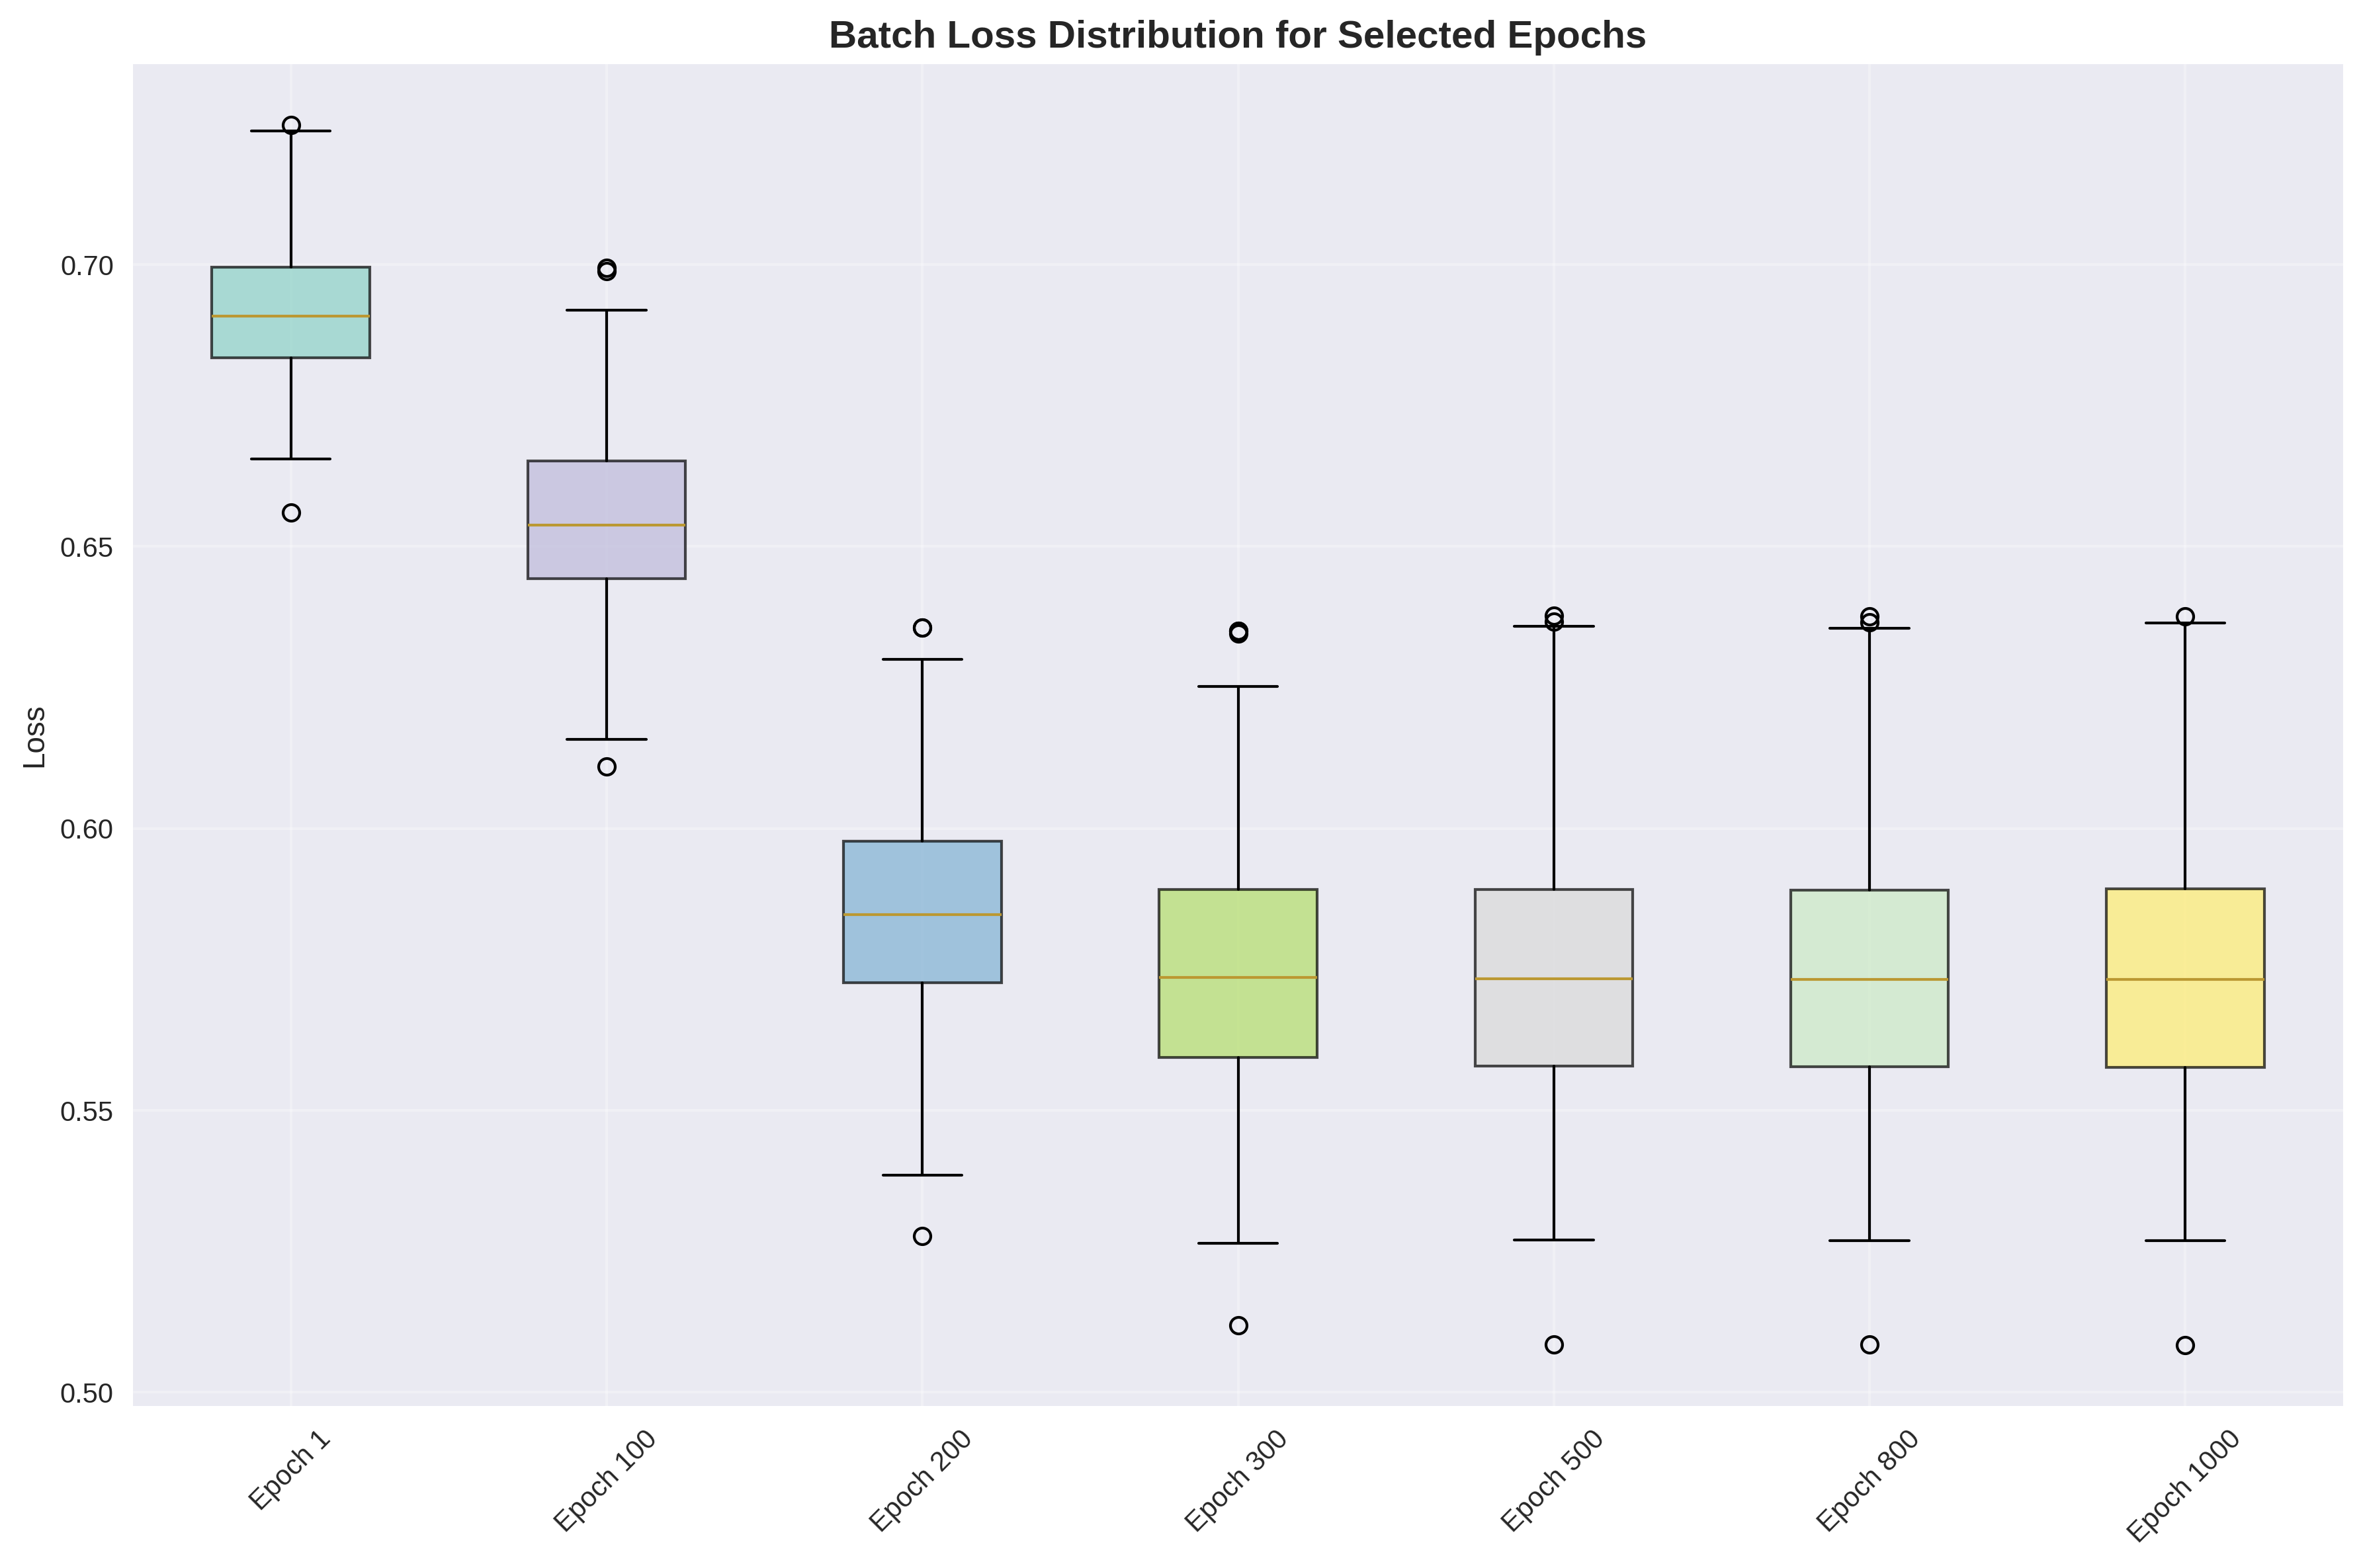 Batch Loss Distribution for Selected Epochs
0.70
0.65
0.60
0.55
0.50
Loss
Epoch 1
Epoch 100
Epoch 200
Epoch 300
Epoch 500
Epoch 800
Epoch 1000